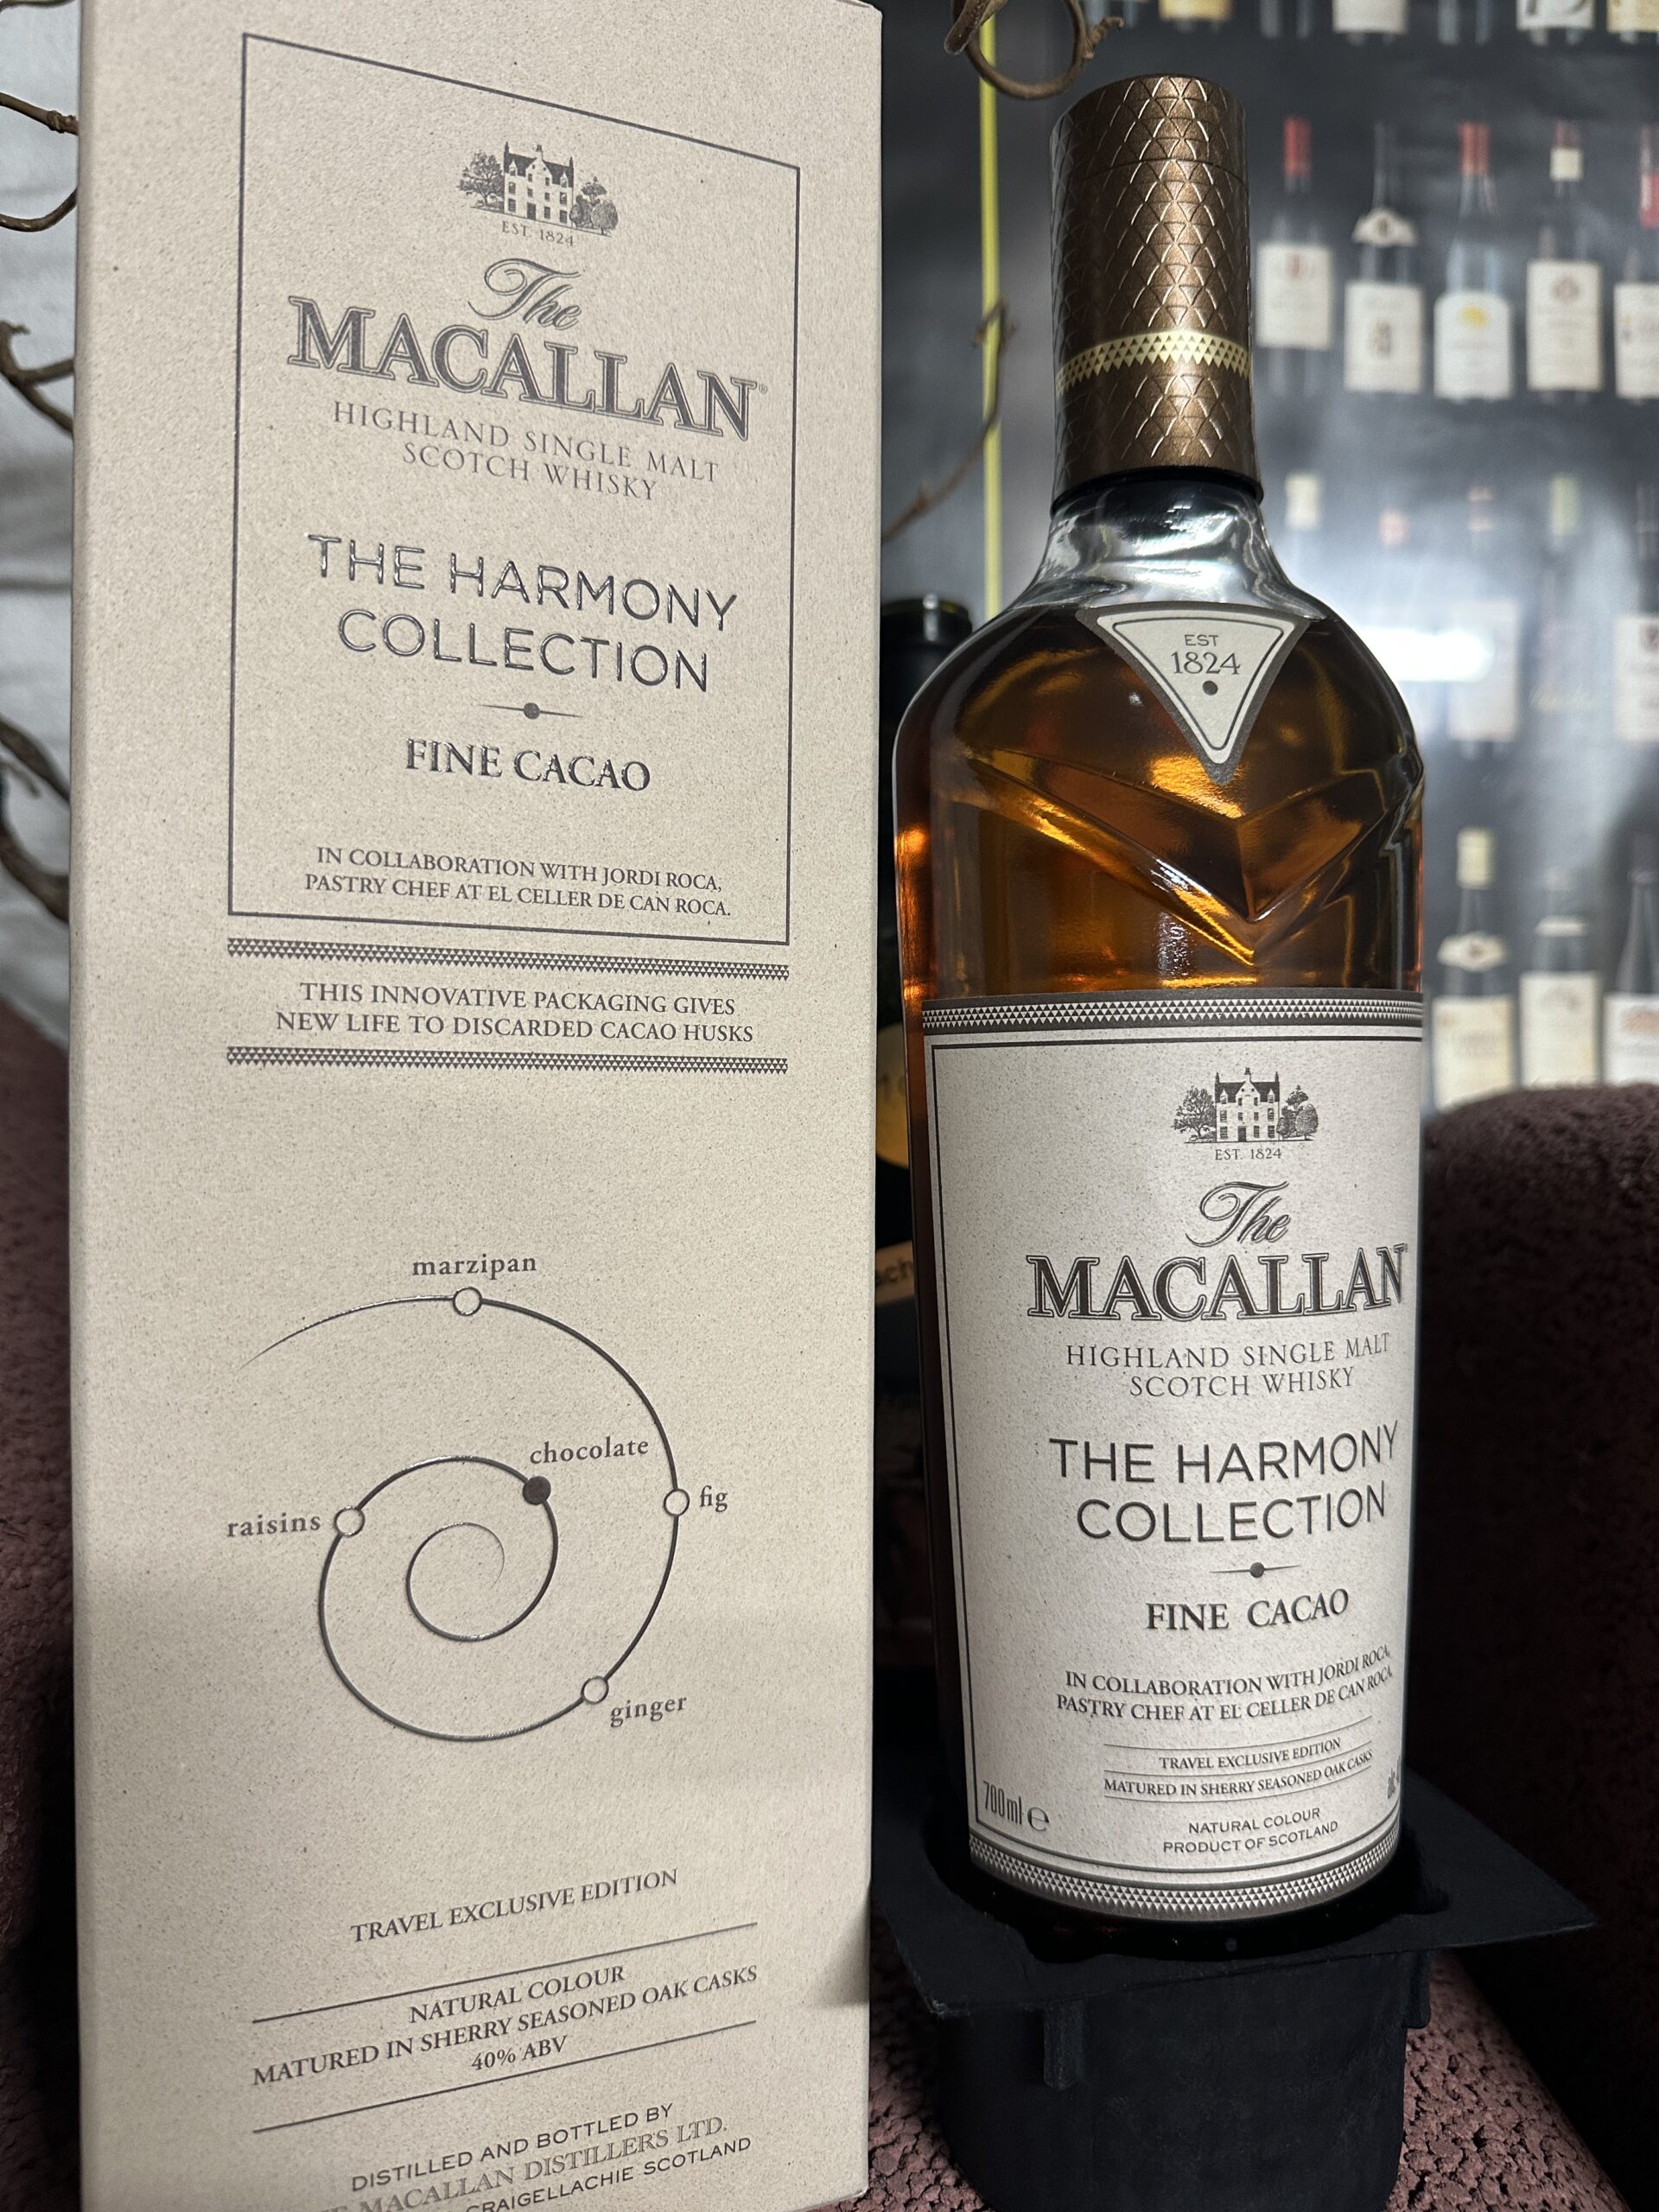 EST. 1824
The
MACALLAN®
HIGHLAND SINGLE MALT
SCOTCH WHISKY
THE HARMONY
COLLECTION
FINE CACAO
IN COLLABORATION WITH JORDI ROCA,
PASTRY CHEF AT EL CELLER DE CAN ROCA.
THIS INNOVATIVE PACKAGING GIVES
NEW LIFE TO DISCARDED CACAO HUSKS
marzipan
chocolate
fig
raisins
ginger
TRAVEL EXCLUSIVE EDITION
NATURAL COLOUR
MATURED IN SHERRY SEASONED OAK CASKS
40% ABV
DISTILLED AND BOTTLED BY
MACALLAN DISTILLERS LTD.
CRAIGELLACHIE SCOTLAND
EST
1824
EST. 1824
The
MACALLAN
HIGHLAND SINGLE MALT
SCOTCH WHISKY
THE HARMONY
COLLECTION
FINE CACAO
IN COLLABORATION WITH JORDI ROCA,
PASTRY CHEF AT EL CELLER DE CAN ROCA
TRAVEL EXCLUSIVE EDITION
MATURED IN SHERRY SEASONED OAK CASKS
700ml e
NATURAL COLOUR
PRODUCT OF SCOTLAND